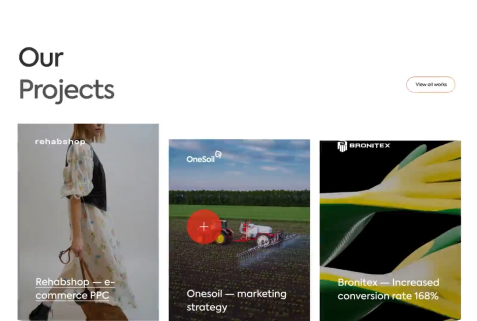 Our
Projects
View all works
rehabshop
OneSoil
BRONITEX
Rehabshop — e-
commerce PPC
Onesoil — marketing
strategy
Bronitex — Increased
conversion rate 168%